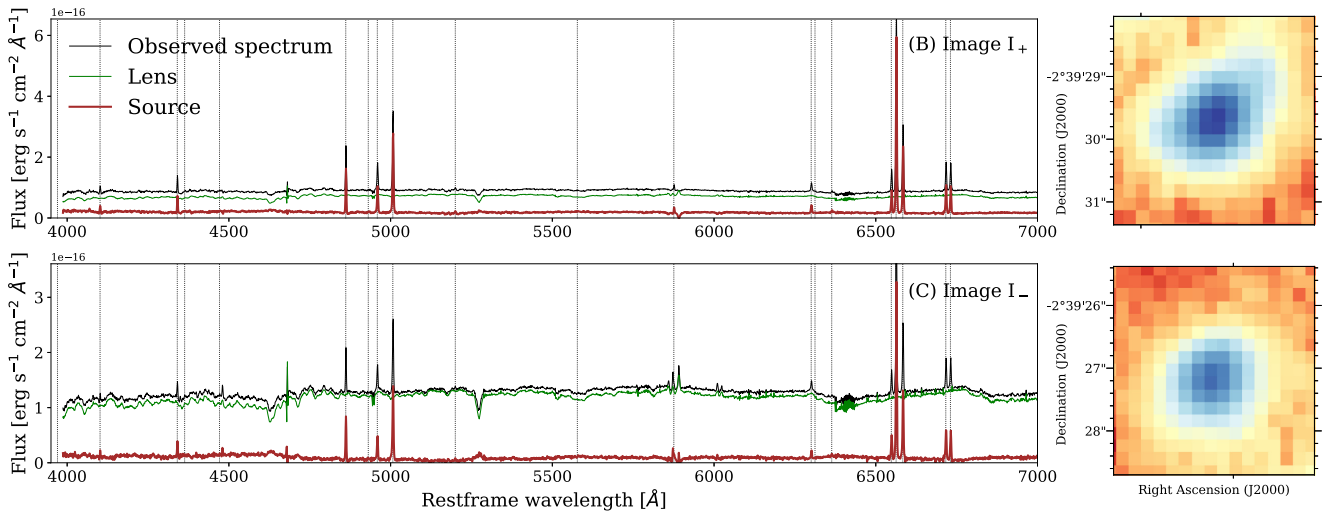 1e−16
Observed spectrum
Lens
Source
(B) Image I+
Flux [erg s−1 cm−2 Å−1]
6
4
2
0
4000 4500 5000 5500 6000 6500 7000
Declination (J2000)
-2°39'29"
30"
31"
1e−16
(C) Image I−
Flux [erg s−1 cm−2 Å−1]
3
2
1
0
4000 4500 5000 5500 6000 6500 7000
Restframe wavelength [Å]
Declination (J2000)
-2°39'26"
27"
28"
Right Ascension (J2000)